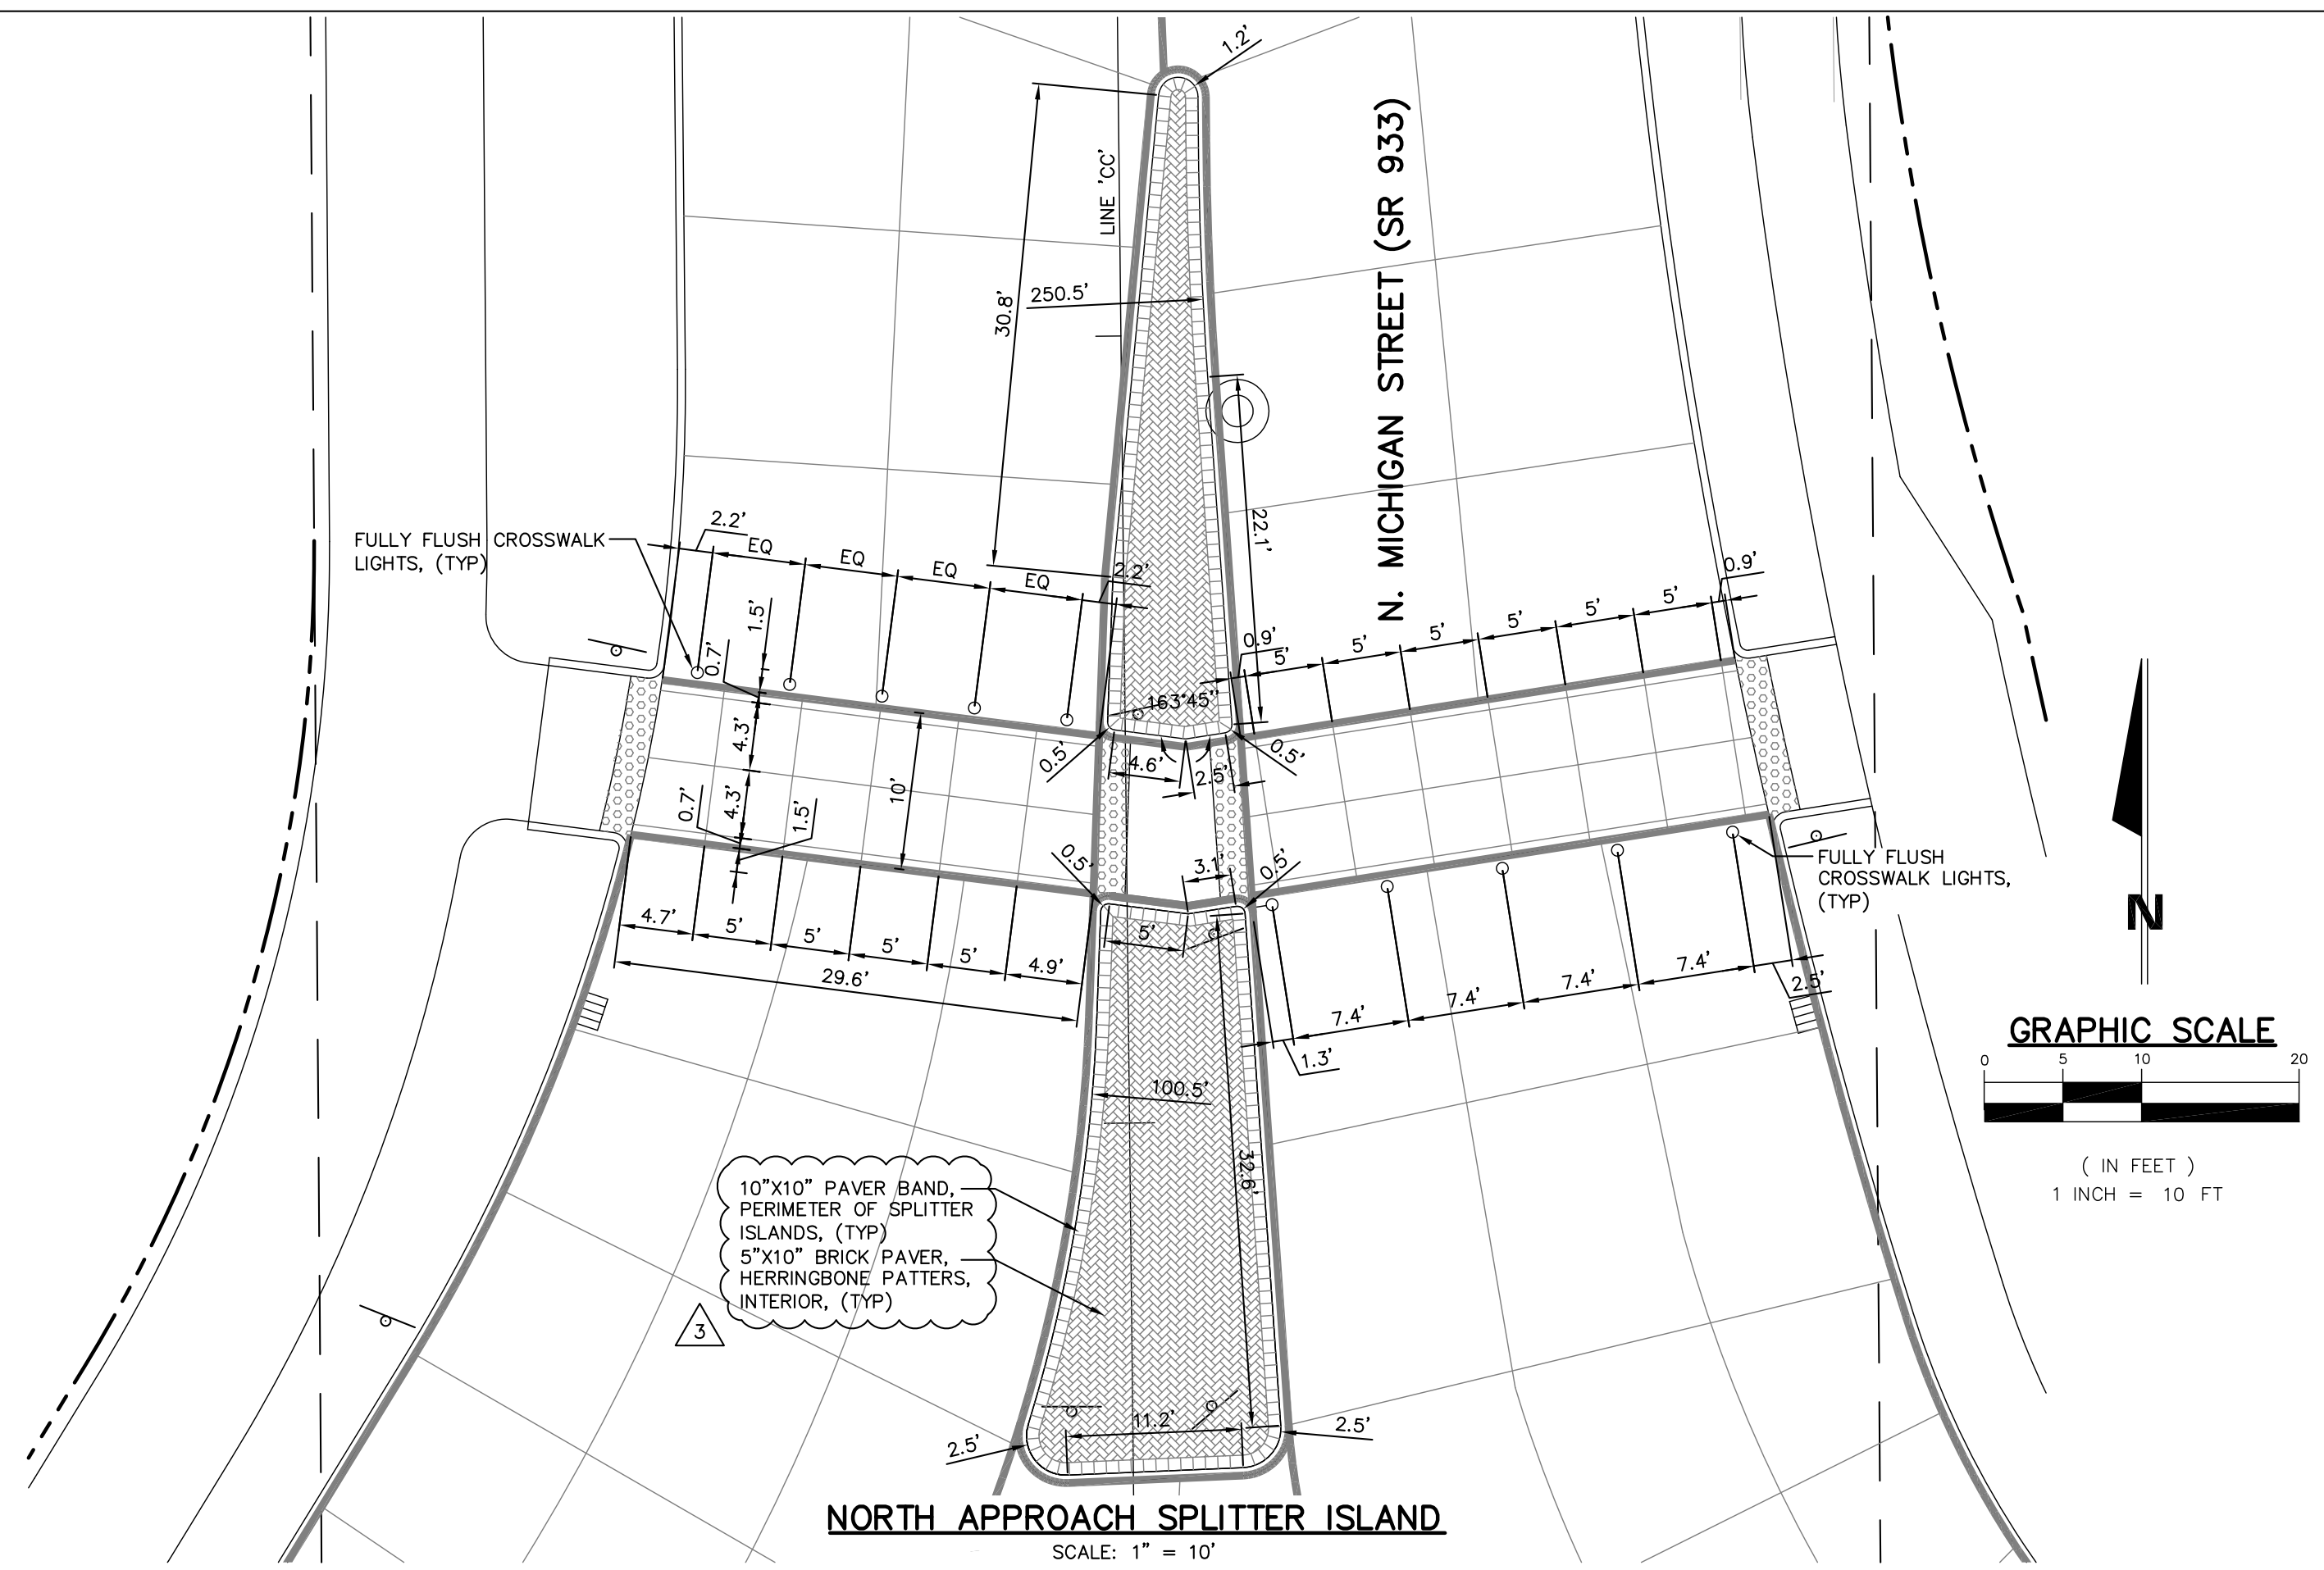 1.2'
LINE 'CC'
N. MICHIGAN STREET (SR 933)
250.5'
30.8'
22.1'
FULLY FLUSH CROSSWALK
LIGHTS, (TYP)
2.2'
EQ
EQ
EQ
EQ
2.2'
1.5'
0.7'
4.3'
4.3'
0.7'
1.5'
10'
163°45"
0.5'
4.6'
2.5'
0.5'
0.9'
5'
5'
5'
5'
5'
5'
0.9'
0.5'
3.1'
0.5'
5'
4.7'
5'
5'
5'
5'
4.9'
29.6'
FULLY FLUSH
CROSSWALK LIGHTS,
(TYP)
1.3'
7.4'
7.4'
7.4'
7.4'
2.5'
100.5'
32.6'
10"X10" PAVER BAND,
PERIMETER OF SPLITTER
ISLANDS, (TYP)
5"X10" BRICK PAVER,
HERRINGBONE PATTERS,
INTERIOR, (TYP)
3
11.2'
2.5'
2.5'
N
GRAPHIC SCALE
0 5 10 20
( IN FEET )
1 INCH = 10 FT
NORTH APPROACH SPLITTER ISLAND
SCALE: 1" = 10'